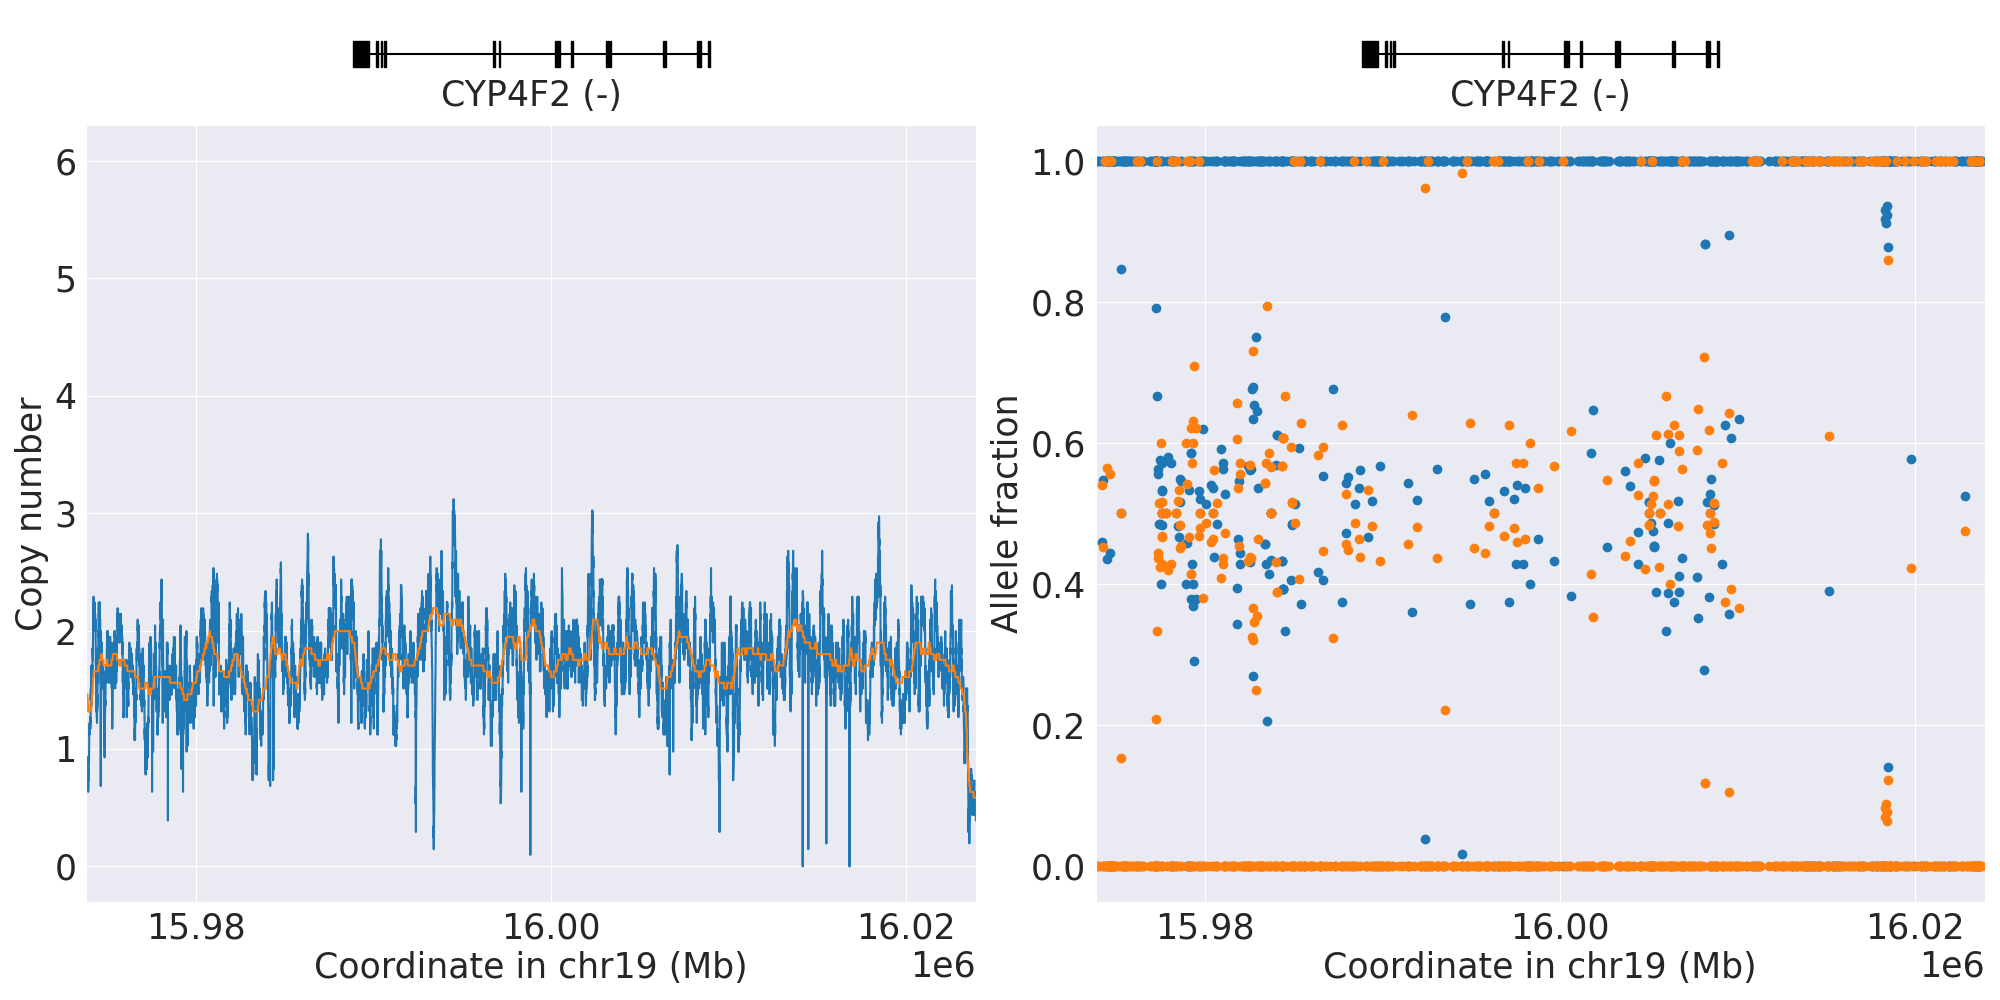 CYP4F2 (-)
6
5
4
3
2
1
0
Copy number
15.98
16.00
16.02
Coordinate in chr19 (Mb)
1e6
CYP4F2 (-)
1.0
0.8
0.6
0.4
0.2
0.0
Allele fraction
15.98
16.00
16.02
Coordinate in chr19 (Mb)
1e6